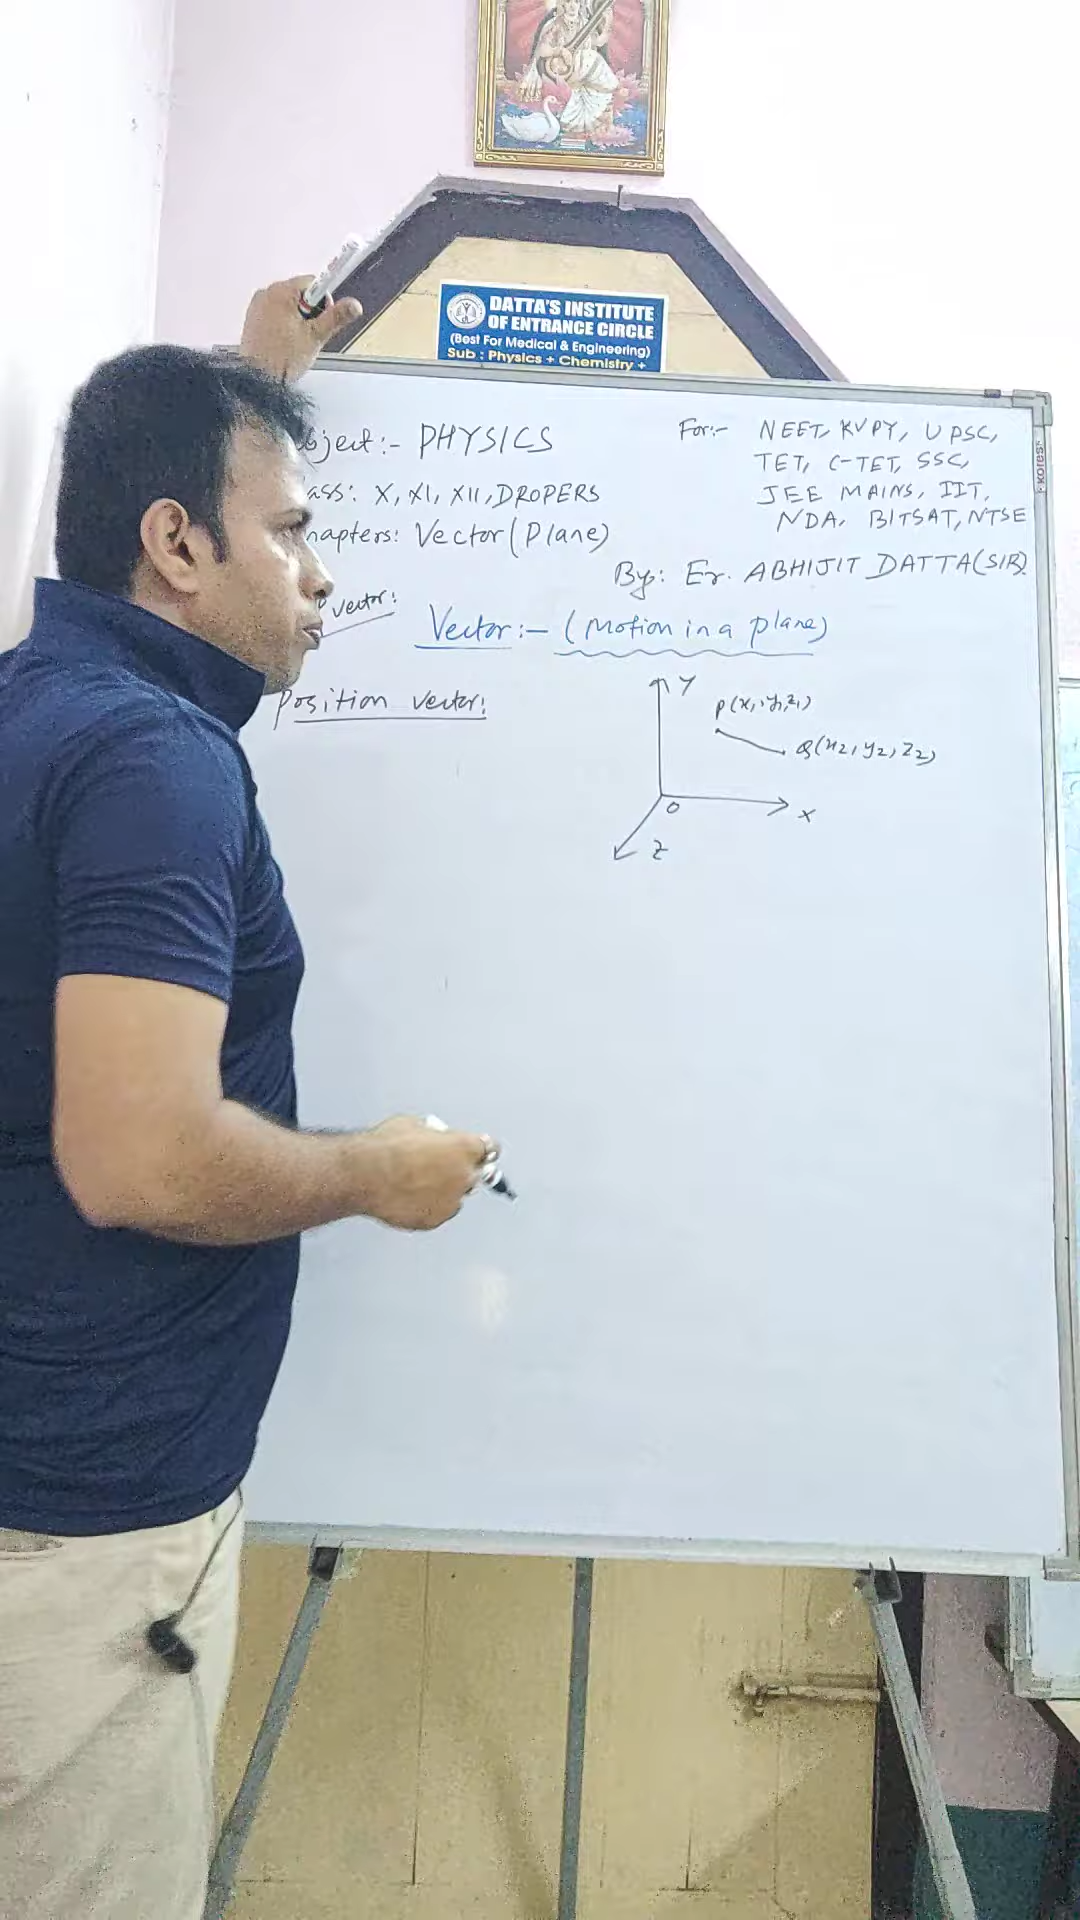 DATTA'S INSTITUTE
OF ENTRANCE CIRCLE
(Best For Medical & Engineering)
Sub : Physics + Chemistry +
kores
bject:- PHYSICS
ass: X, XI, XII, DROPERS
hapters: Vector (Plane)
For:- NEET, KVPY, UPSC,
TET, C-TET, SSC,
JEE MAINS, IIT,
NDA, BITSAT, NTSE
By: Er. ABHIJIT DATTA (SIR)
vector:
Vector:- (Motion in a plane)
Position vector:
Y
P(x1, y1, z1)
Q(x2, y2, z2)
O
X
Z